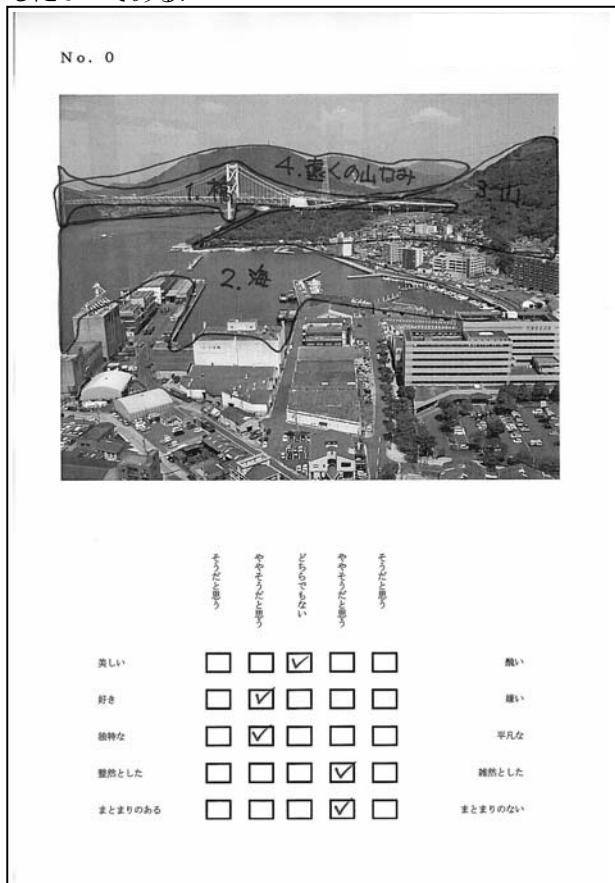 No. 0
4. 遠くの山なみ
1. 橋
3. 山
2. 海
そうだと思う
ややそうだと思う
どちらでもない
ややそうだと思う
そうだと思う
美しい 醜い
好き 嫌い
独特な 平凡な
整然とした 雑然とした
まとまりのある まとまりのない